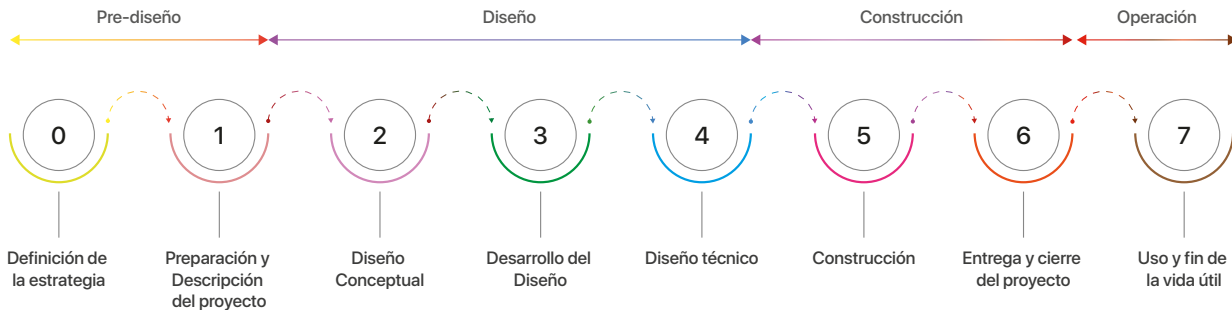 Pre-diseño
Diseño
Construcción
Operación
0
1
2
3
4
5
6
7
Definición de
la estrategia
Preparación y
Descripción
del proyecto
Diseño
Conceptual
Desarrollo del
Diseño
Diseño técnico
Construcción
Entrega y cierre
del proyecto
Uso y fin de
la vida útil